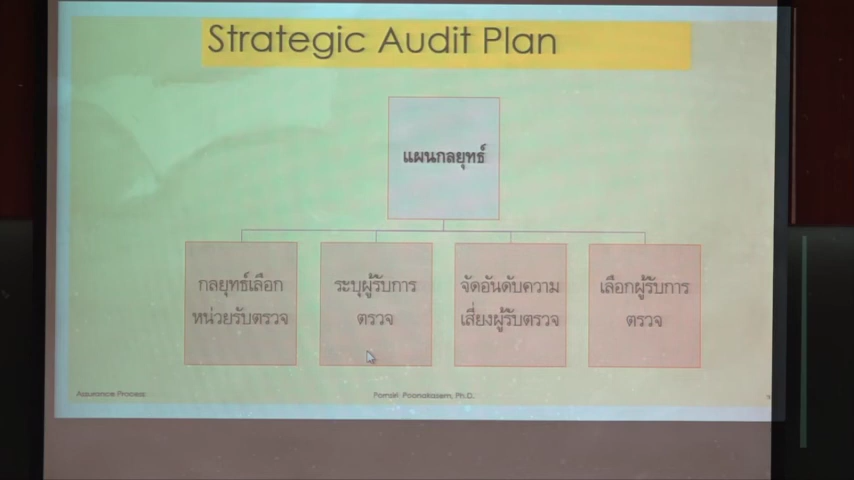 Strategic Audit Plan
แผนกลยุทธ์
กลยุทธ์เลือก
หน่วยรับตรวจ
ระบุผู้รับการ
ตรวจ
จัดอันดับความ
เสี่ยงผู้รับตรวจ
เลือกผู้รับการ
ตรวจ
Assurance Process
Ph.D.